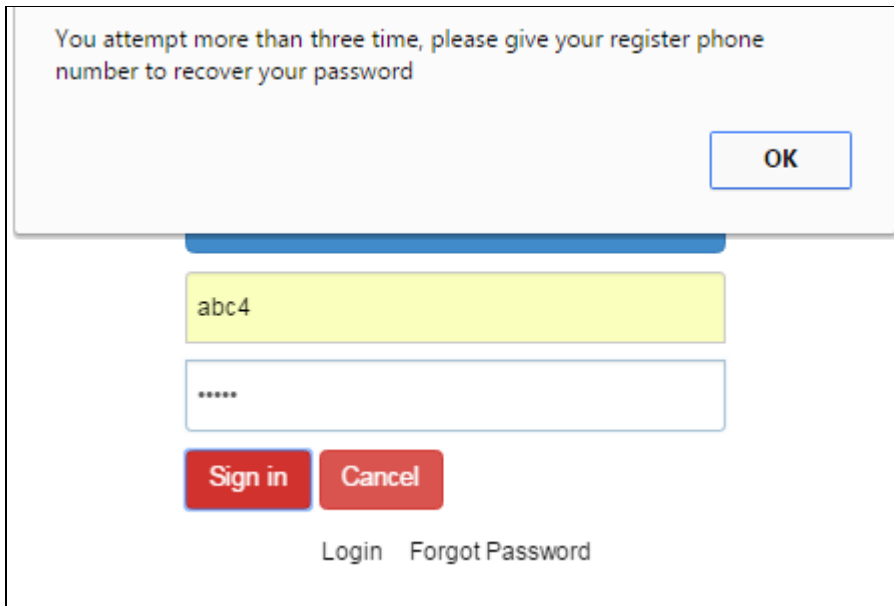 You attempt more than three time, please give your register phone
number to recover your password
OK
abc4
•••••
Sign in Cancel
Login Forgot Password